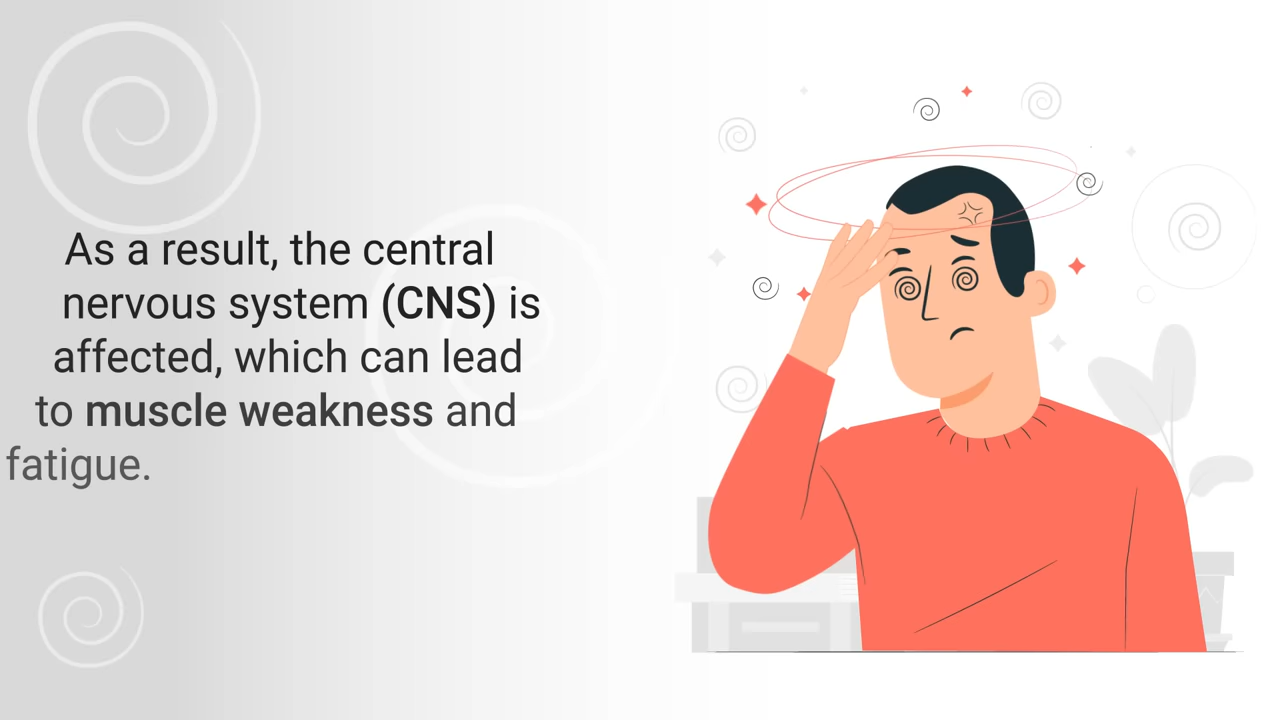 As a result, the central
nervous system (CNS) is
affected, which can lead
to muscle weakness and
fatigue.